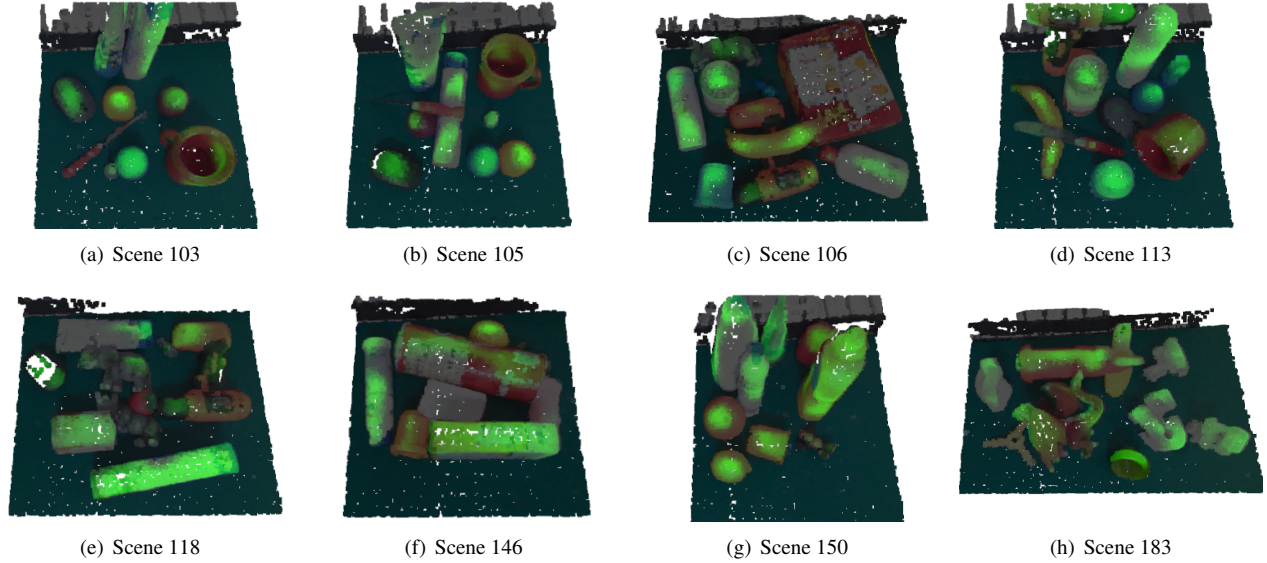 (a) Scene 103
(b) Scene 105
(c) Scene 106
(d) Scene 113
(e) Scene 118
(f) Scene 146
(g) Scene 150
(h) Scene 183